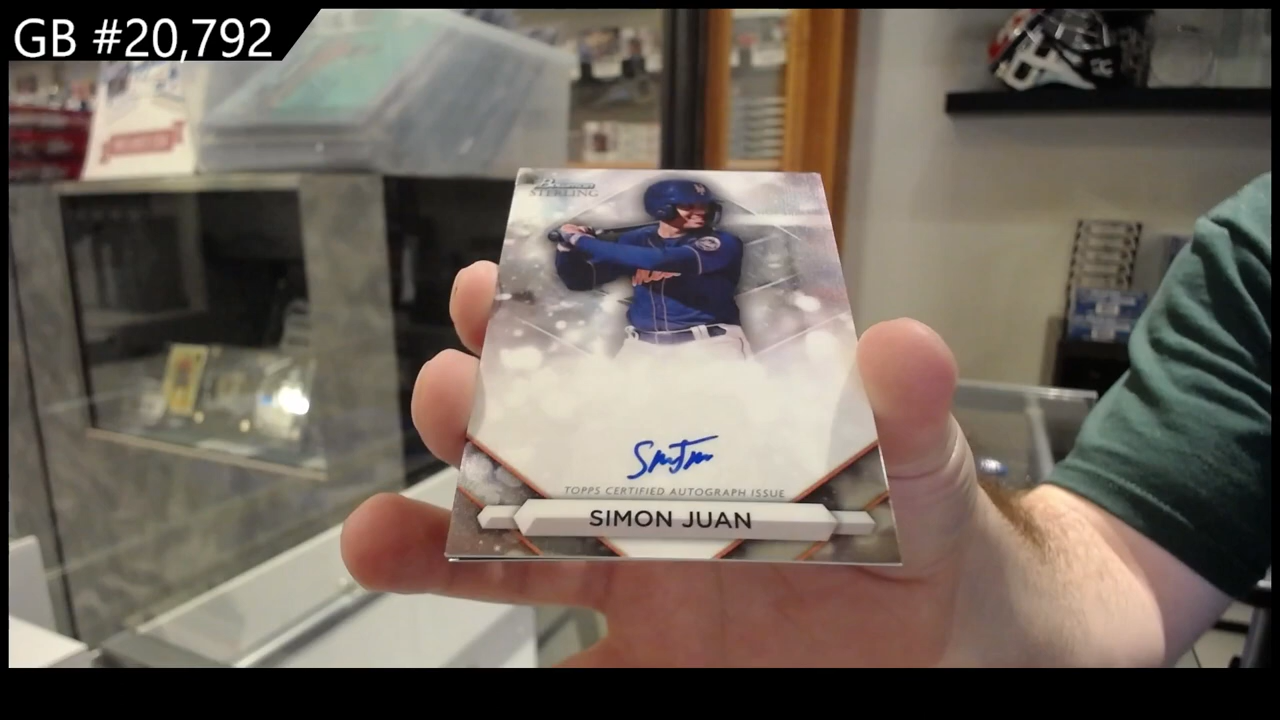 GB #20,792
Bowman
STERLING
TOPPS CERTIFIED AUTOGRAPH ISSUE
SIMON JUAN